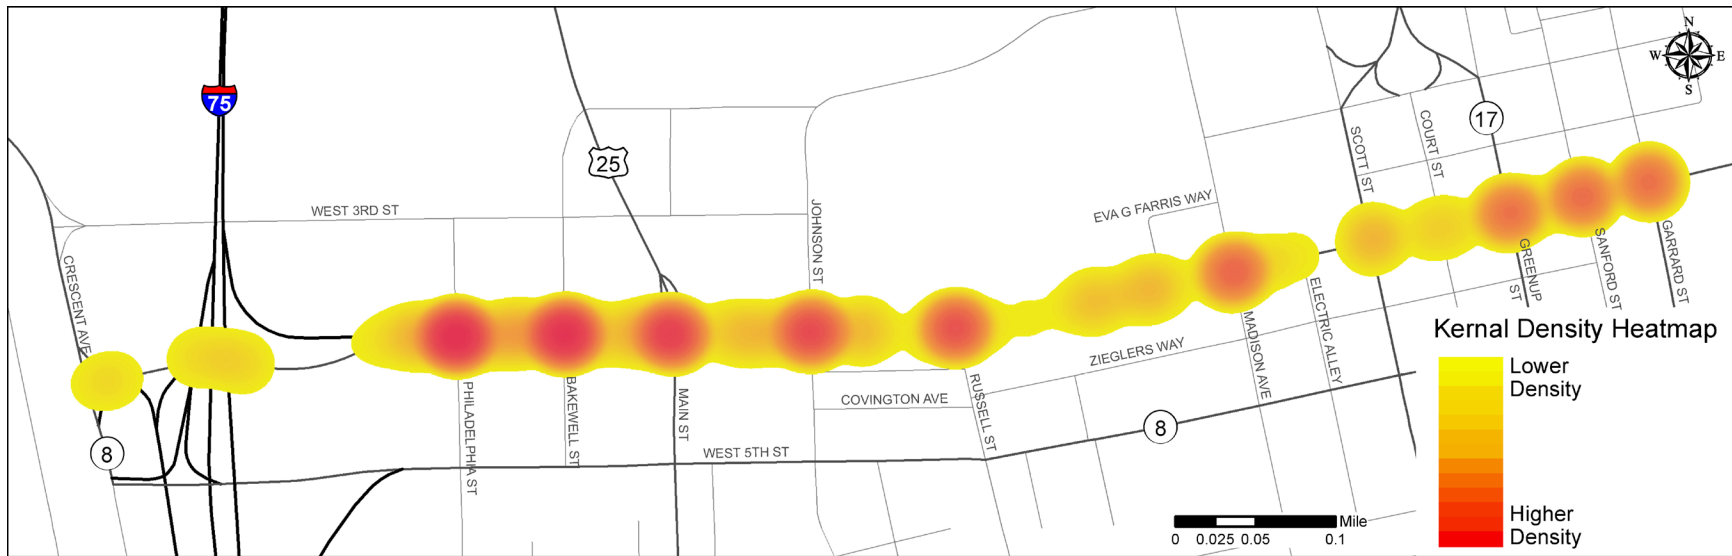 N
W E
S
75
17
25
SCOTT ST
COURT ST
WEST 3RD ST
JOHNSON ST
EVA G FARRIS WAY
CRESCENT AVE
GREENUP
ST
SANFORD ST
GARRARD ST
ELECTRIC ALLEY
MADISON AVE
ZIEGLERS WAY
PHILADELPHIA ST
BAKEWELL ST
MAIN ST
COVINGTON AVE
RUSSELL ST
8
8
WEST 5TH ST
Kernal Density Heatmap
Lower
Density
Higher
Density
Mile
0 0.025 0.05 0.1